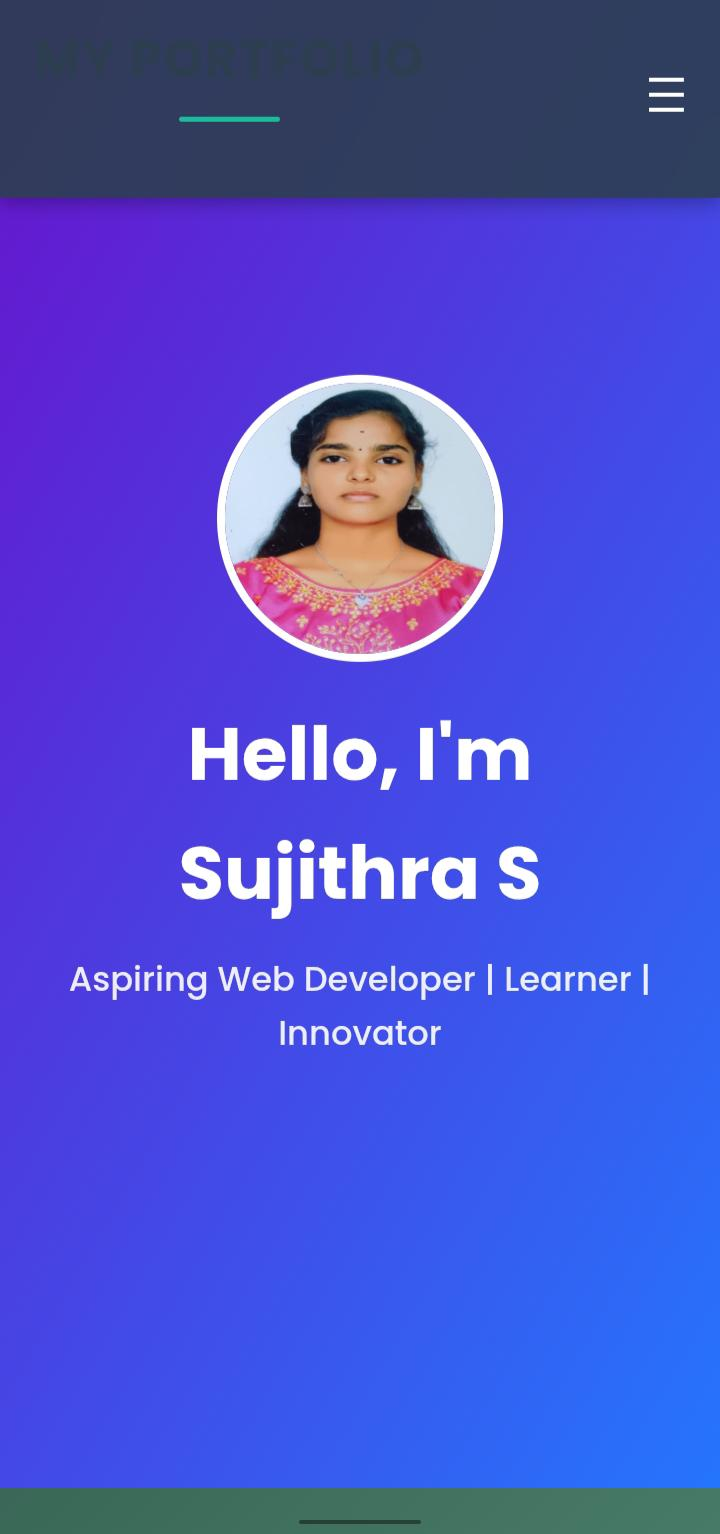 MY PORTFOLIO
Hello, I'm
Sujithra S
Aspiring Web Developer | Learner |
Innovator